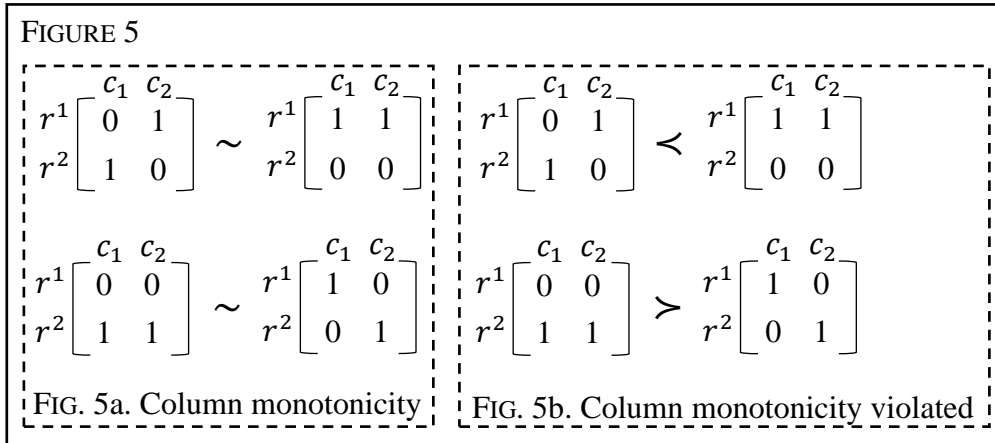 FIGURE 5
c₁ c₂ c₁ c₂ c₁ c₂ c₁ c₂
r¹ 0 1 r¹ 1 1 r¹ 0 1 r¹ 1 1
∼ ≺
r² 1 0 r² 0 0 r² 1 0 r² 0 0
c₁ c₂ c₁ c₂ c₁ c₂ c₁ c₂
r¹ 0 0 r¹ 1 0 r¹ 0 0 r¹ 1 0
∼ ≻
r² 1 1 r² 0 1 r² 1 1 r² 0 1
FIG. 5a. Column monotonicity FIG. 5b. Column monotonicity violated